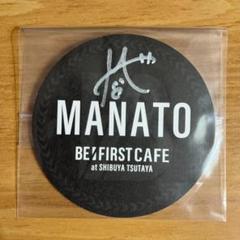 MANATO
BE:FIRST CAFE
at SHIBUYA TSUTAYA